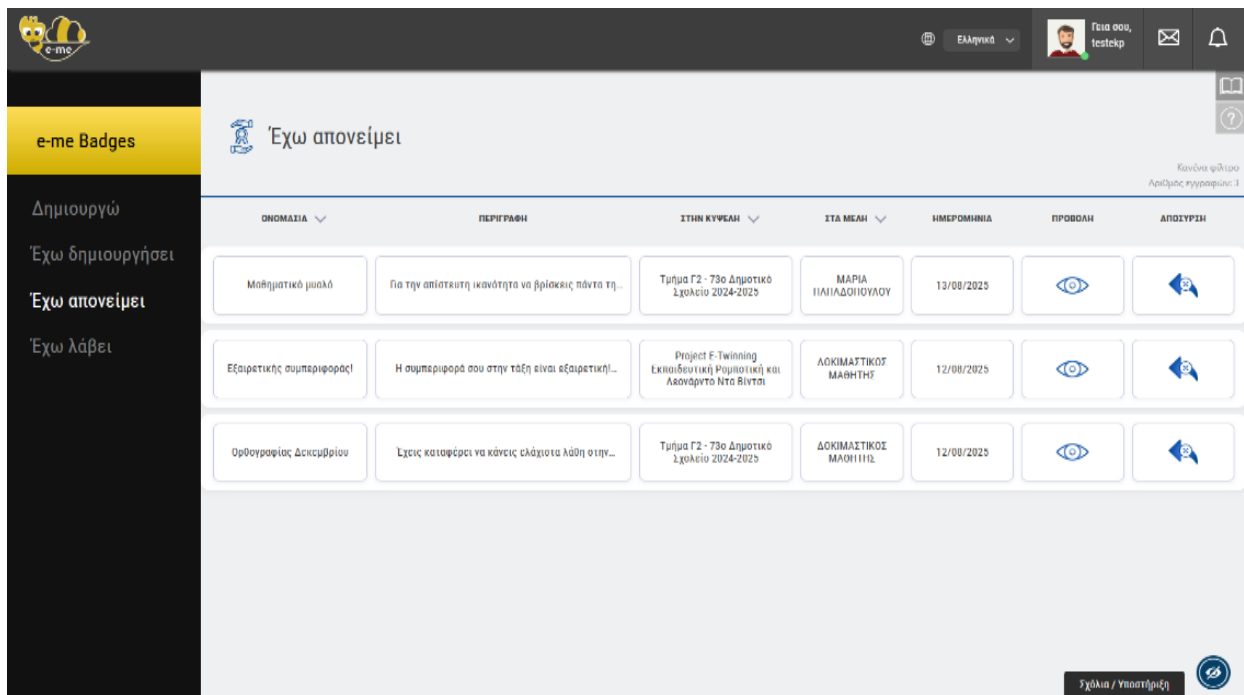 e-me
Ελληνικά
Γεια σου,
testekp
e-me Badges
Δημιουργώ
Έχω δημιουργήσει
Έχω απονείμει
Έχω λάβει
Έχω απονείμει
Κανένα φίλτρο
Αριθμός εγγραφών: 3
ΟΝΟΜΑΣΙΑ ΠΕΡΙΓΡΑΦΗ ΣΤΗΝ ΚΥΨΕΛΗ ΣΤΑ ΜΕΛΗ ΗΜΕΡΟΜΗΝΙΑ ΠΡΟΒΟΛΗ ΑΠΟΣΥΡΣΗ
Μαθηματικό μυαλό
Για την απίστευτη ικανότητα να βρίσκεις πάντα τη...
Τμήμα Γ2 - 73ο Δημοτικό
Σχολείο 2024-2025
ΜΑΡΙΑ
ΠΑΠΑΔΟΠΟΥΛΟΥ
13/08/2025
Εξαιρετικής συμπεριφοράς!
Η συμπεριφορά σου στην τάξη είναι εξαιρετική!...
Project E-Twinning
Εκπαιδευτική Ρομποτική και
Λεονάρντο Ντα Βίντσι
ΔΟΚΙΜΑΣΤΙΚΟΣ
ΜΑΘΗΤΗΣ
12/08/2025
Ορθογραφίας Δεκεμβρίου
Έχεις καταφέρει να κάνεις ελάχιστα λάθη στην...
Τμήμα Γ2 - 73ο Δημοτικό
Σχολείο 2024-2025
ΔΟΚΙΜΑΣΤΙΚΟΣ
ΜΑΘΗΤΗΣ
12/08/2025
Σχόλια / Υποστήριξη